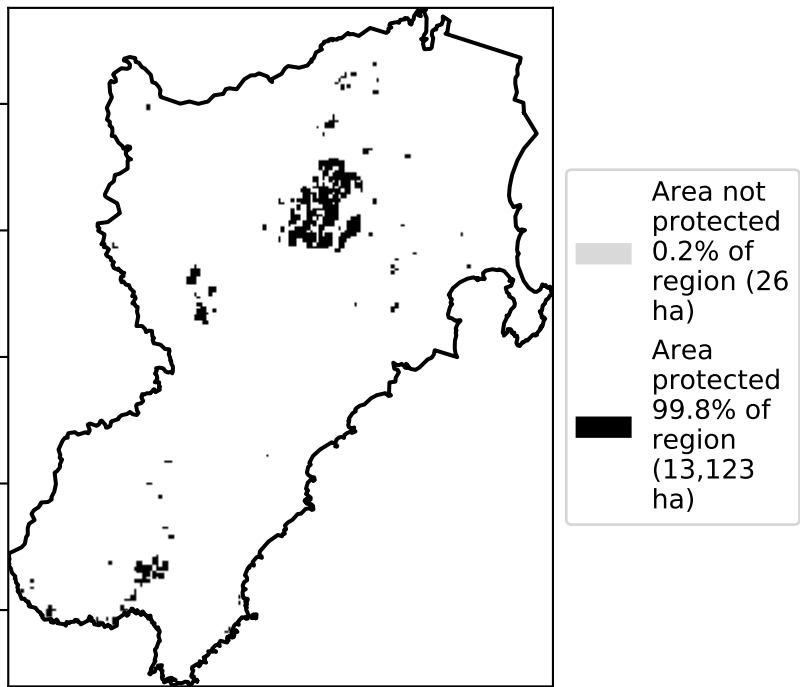 Area not
protected
0.2% of
region (26
ha)
Area
protected
99.8% of
region
(13,123
ha)